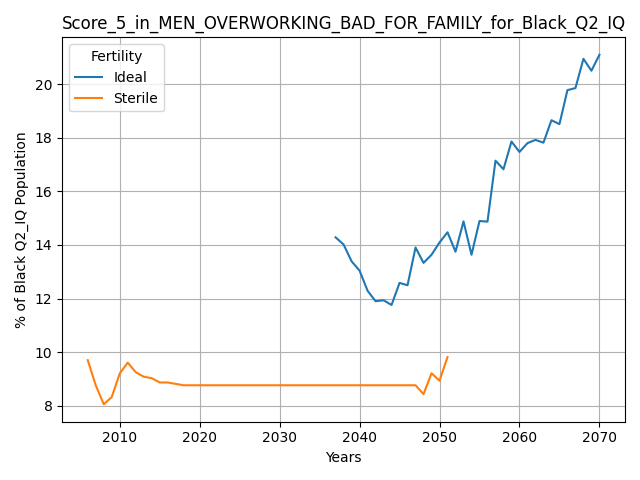 Score_5_in_MEN_OVERWORKING_BAD_FOR_FAMILY_for_Black_Q2_IQ
Fertility
Ideal
Sterile
% of Black Q2_IQ Population
20
18
16
14
12
10
8
2010 2020 2030 2040 2050 2060 2070
Years